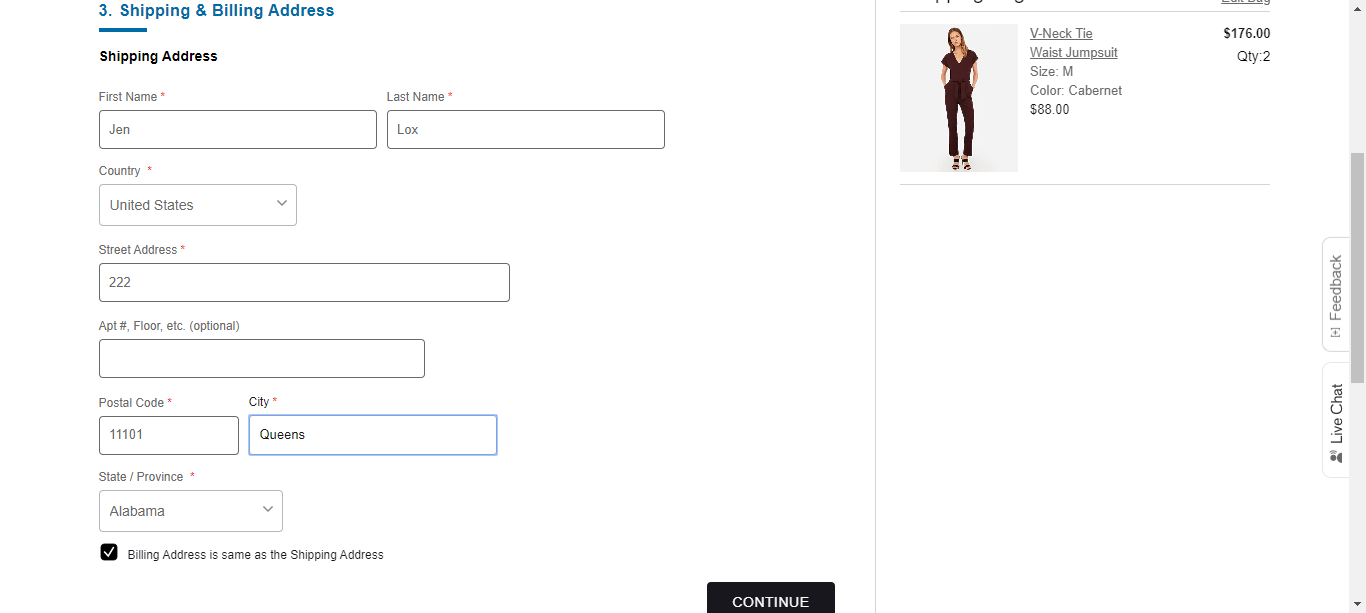 3. Shipping & Billing Address
Shipping Address
First Name *
Last Name *
Jen
Lox
Country *
United States
Street Address *
222
Apt #, Floor, etc. (optional)
Postal Code *
City *
11101
Queens
State / Province *
Alabama
Billing Address is same as the Shipping Address
CONTINUE
Edit Bag
V-Neck Tie
Waist Jumpsuit
Size: M
Color: Cabernet
$88.00
$176.00
Qty:2
Feedback
Live Chat